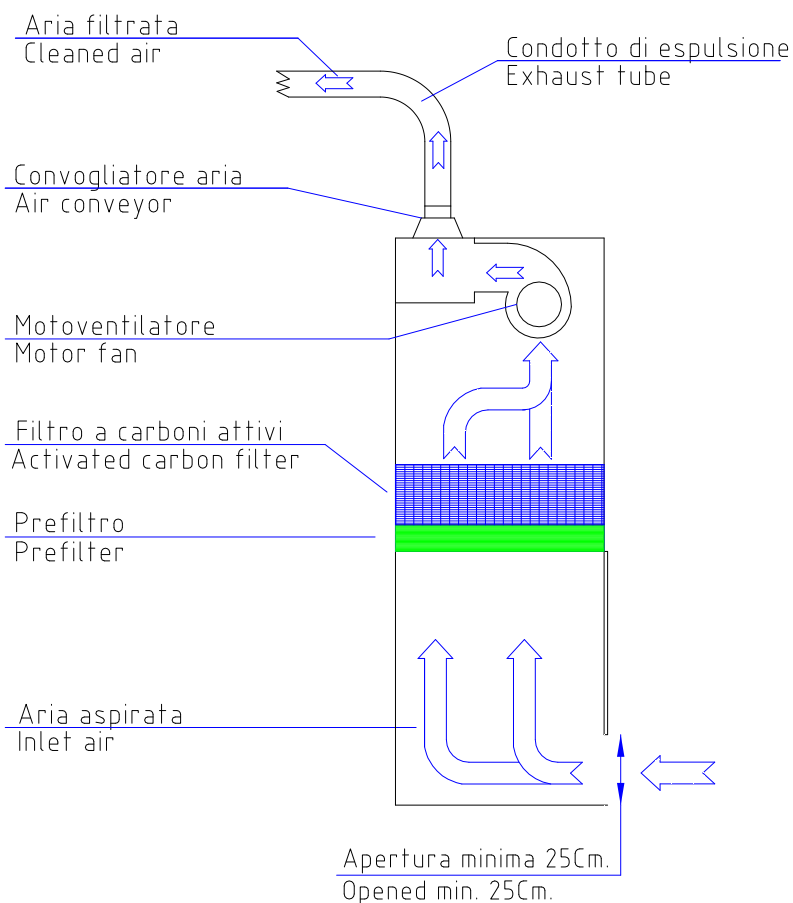 Aria filtrata
Cleaned air
Condotto di espulsione
Exhaust tube
Convogliatore aria
Air conveyor
Motoventilatore
Motor fan
Filtro a carboni attivi
Activated carbon filter
Prefiltro
Prefilter
Aria aspirata
Inlet air
Apertura minima 25Cm.
Opened min. 25Cm.